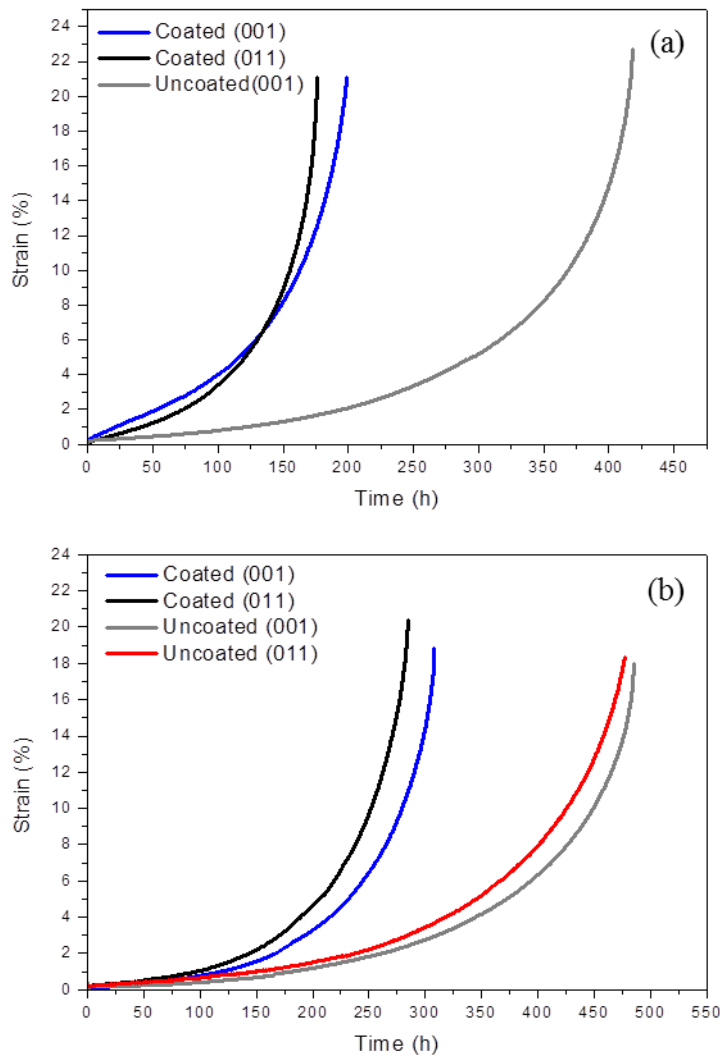 (a)
Coated (001)
Coated (011)
Uncoated(001)
Strain (%)
24
22
20
18
16
14
12
10
8
6
4
2
0
0 50 100 150 200 250 300 350 400 450
Time (h)
(b)
Coated (001)
Coated (011)
Uncoated (001)
Uncoated (011)
Strain (%)
24
22
20
18
16
14
12
10
8
6
4
2
0
0 50 100 150 200 250 300 350 400 450 500 550
Time (h)